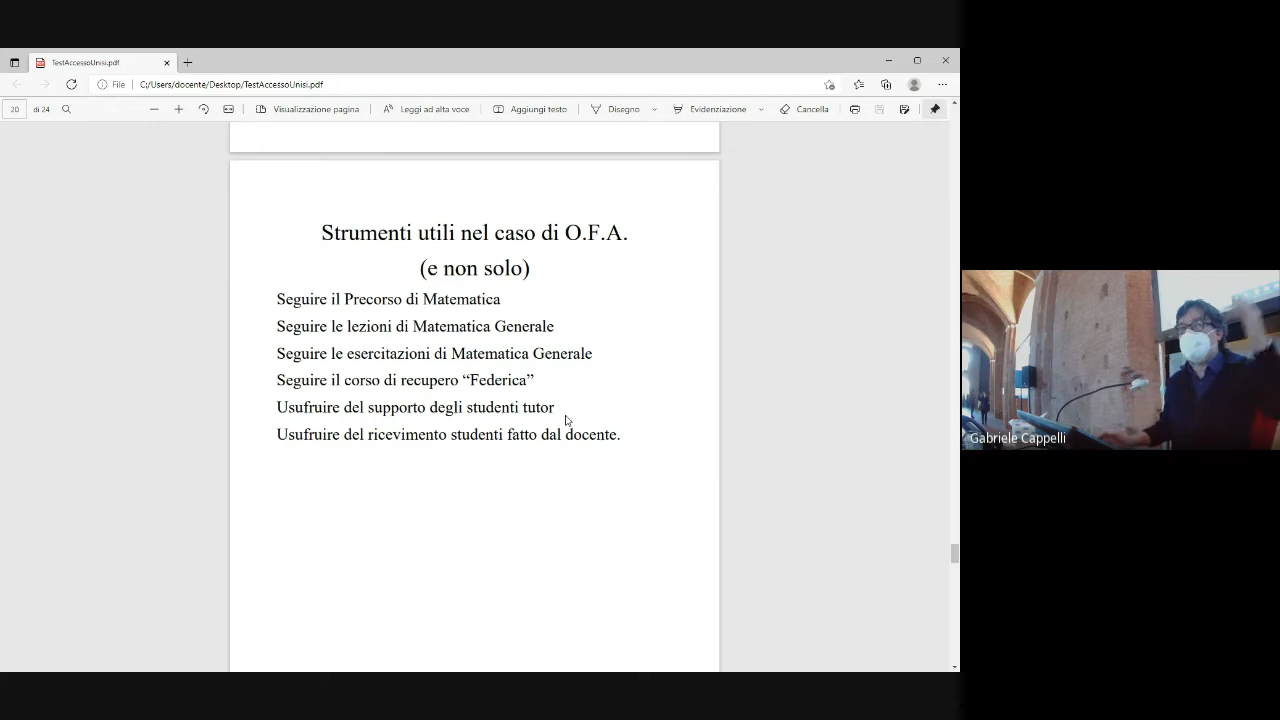 TestAccessoUnisi.pdf
File
C:/Users/docente/Desktop/TestAccessoUnisi.pdf
20 di 24
Visualizzazione pagina
Leggi ad alta voce
Aggiungi testo
Disegno
Evidenziazione
Cancella
Strumenti utili nel caso di O.F.A.
(e non solo)
Seguire il Precorso di Matematica
Seguire le lezioni di Matematica Generale
Seguire le esercitazioni di Matematica Generale
Seguire il corso di recupero “Federica”
Usufruire del supporto degli studenti tutor
Usufruire del ricevimento studenti fatto dal docente.
Gabriele Cappelli